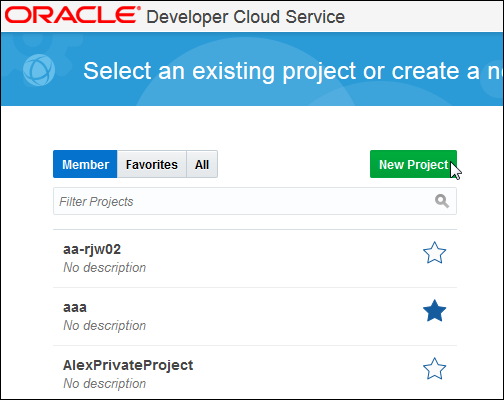 ORACLE® Developer Cloud Service
Select an existing project or create a n
Member Favorites All New Project
Filter Projects
aa-rjw02
No description
aaa
No description
AlexPrivateProject
No description